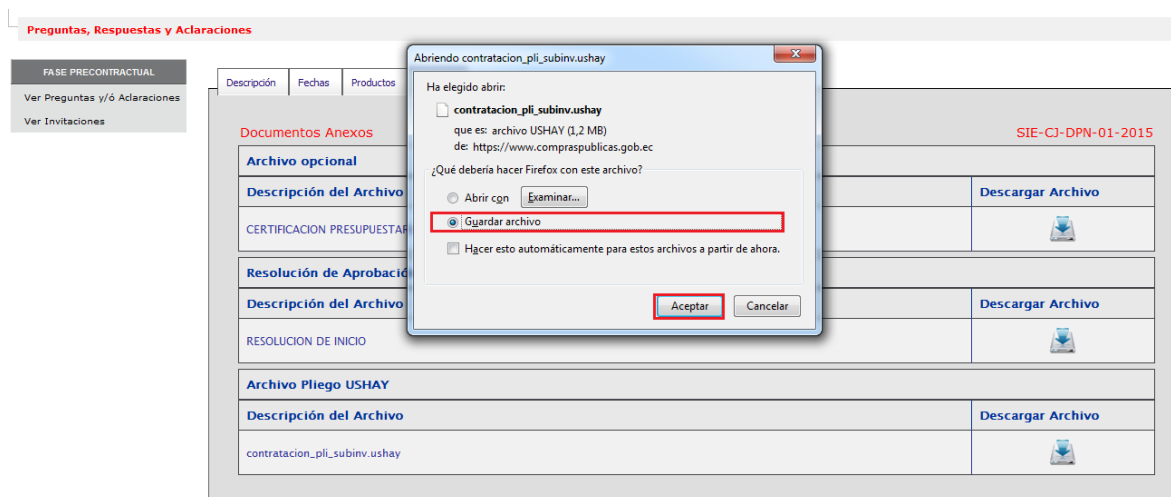 Preguntas, Respuestas y Aclaraciones
FASE PRECONTRACTUAL
Ver Preguntas y/ó Aclaraciones
Ver Invitaciones
Descripción Fechas Productos
Abriendo contratacion_pli_subinv.ushay
Ha elegido abrir:
contratacion_pli_subinv.ushay
que es: archivo USHAY (1,2 MB)
de: https://www.compraspublicas.gob.ec
¿Qué debería hacer Firefox con este archivo?
Abrir con Examinar...
Guardar archivo
Hacer esto automáticamente para estos archivos a partir de ahora.
Aceptar Cancelar
Documentos Anexos SIE-CJ-DPN-01-2015
Archivo opcional
Descripción del Archivo Descargar Archivo
CERTIFICACION PRESUPUESTAR
Resolución de Aprobació
Descripción del Archivo Descargar Archivo
RESOLUCION DE INICIO
Archivo Pliego USHAY
Descripción del Archivo Descargar Archivo
contratacion_pli_subinv.ushay